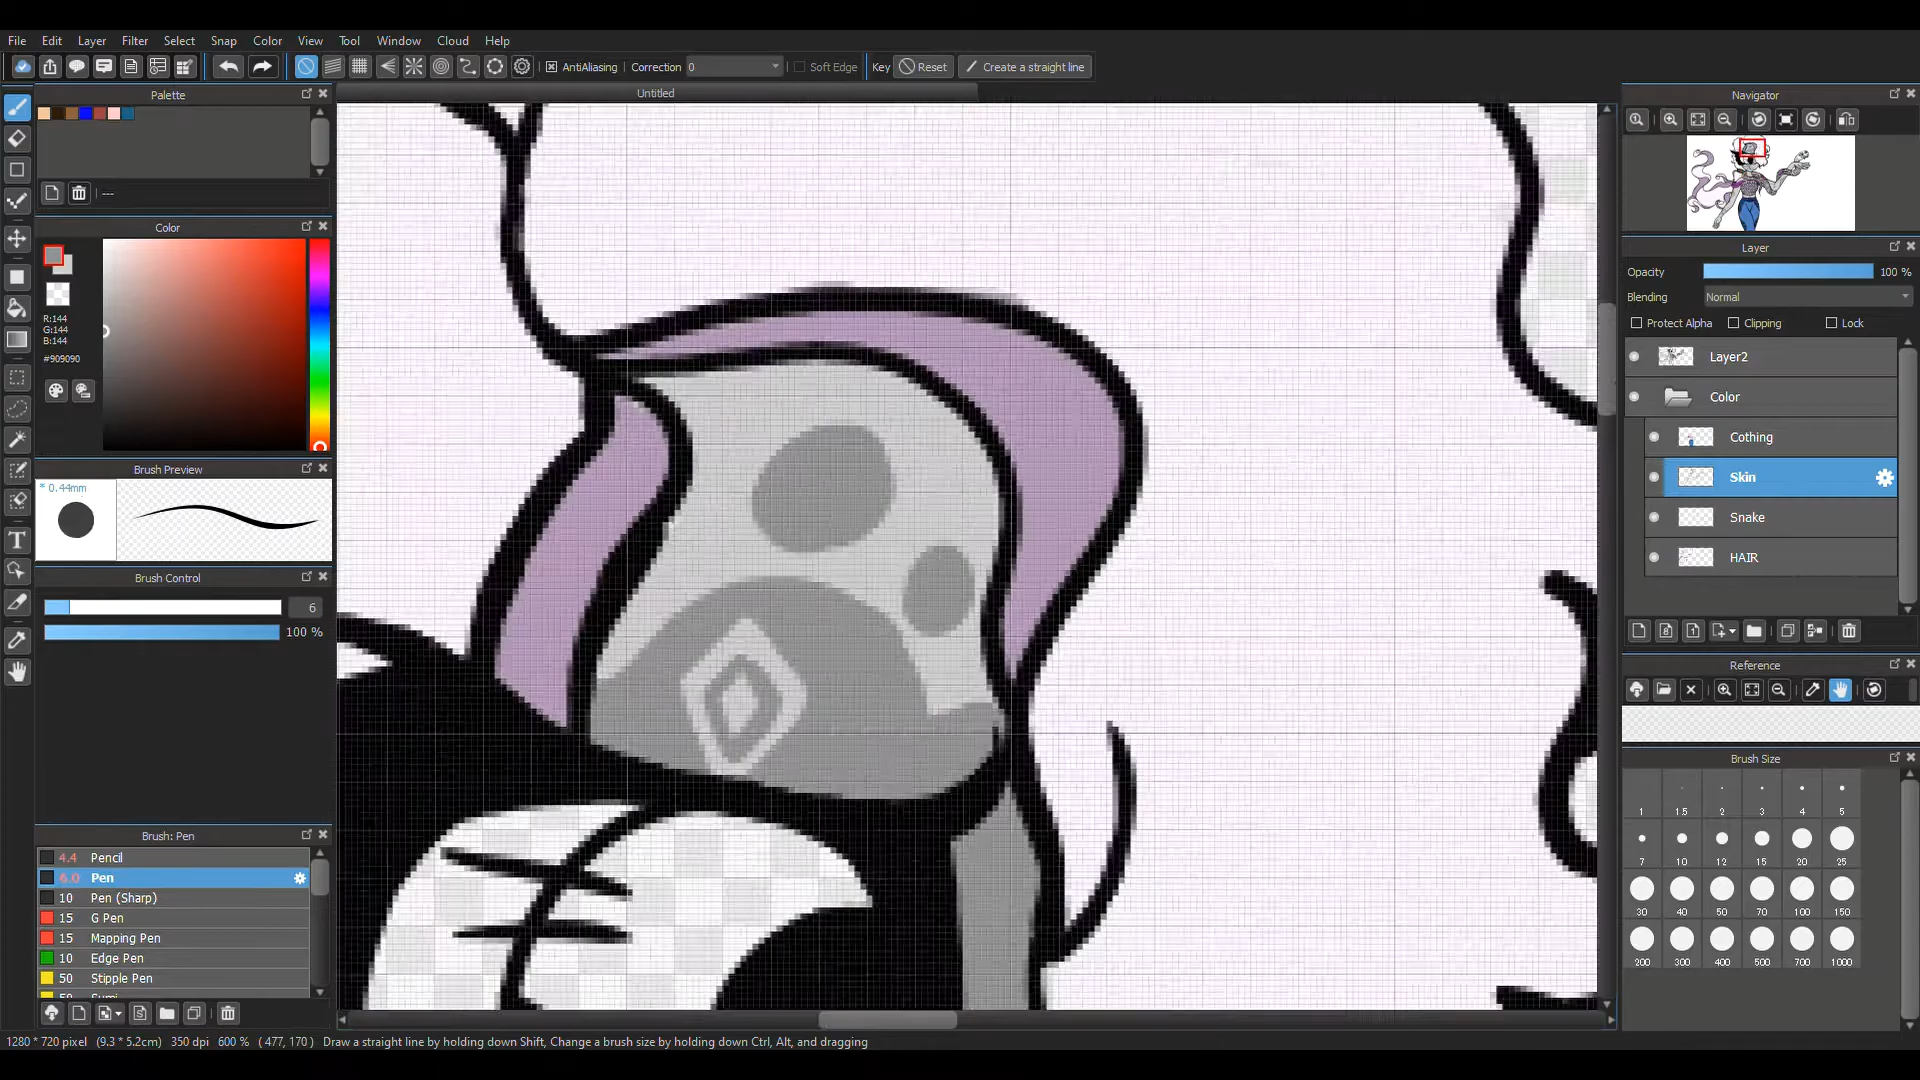 File Edit Layer Filter Select Snap Color View Tool Window Cloud Help
AntiAliasing Correction 0 Soft Edge Key Reset Create a straight line
Palette
Untitled
Navigator
---
Color
R:144
G:144
B:144
#909090
Layer
Opacity 100 %
Blending Normal
Protect Alpha Clipping Lock
Layer2
Color
Cothing
Skin
Snake
HAIR
Brush Preview
* 0.44mm
Brush Control
6
100 %
Reference
Brush Size
1 1.5 2 3 4 5
7 10 12 15 20 25
30 40 50 70 100 150
200 300 400 500 700 1000
Brush: Pen
4.4 Pencil
6.0 Pen
10 Pen (Sharp)
15 G Pen
15 Mapping Pen
10 Edge Pen
50 Stipple Pen
50 Sumi
1280 * 720 pixel (9.3 * 5.2cm) 350 dpi 600 % ( 477, 170 ) Draw a straight line by holding down Shift, Change a brush size by holding down Ctrl, Alt, and dragging